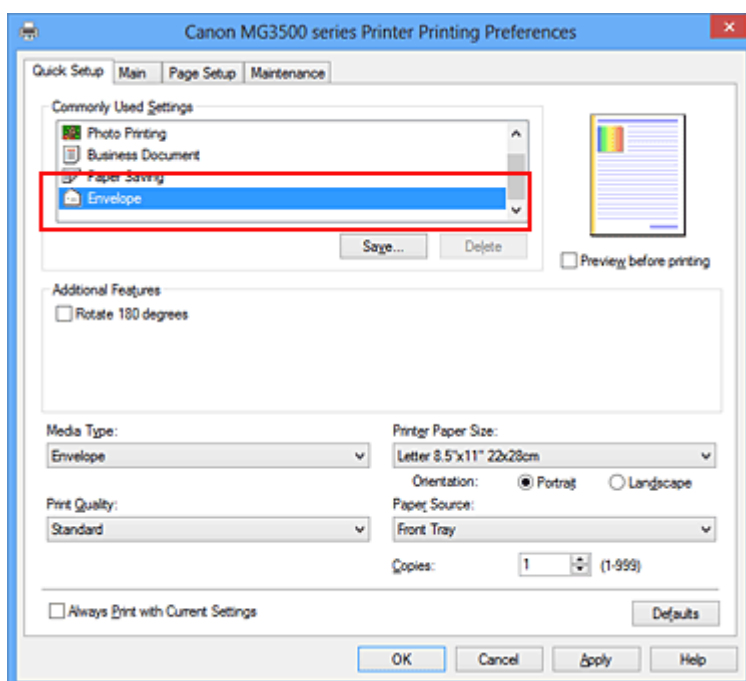 Canon MG3500 series Printer Printing Preferences
Quick Setup Main Page Setup Maintenance
Commonly Used Settings
Photo Printing
Business Document
Paper Saving
Envelope
Save... Delete
Preview before printing
Additional Features
Rotate 180 degrees
Media Type: Printer Paper Size:
Envelope Letter 8.5"x11" 22x28cm
Orientation: Portrait Landscape
Print Quality: Paper Source:
Standard Front Tray
Copies: 1 (1-999)
Always Print with Current Settings Defaults
OK Cancel Apply Help